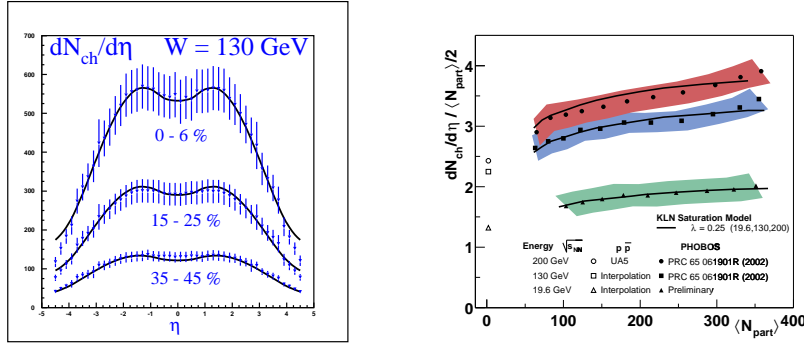 dN_ch/dη W = 130 GeV
700
600
500
400
300
200
100
0
0 - 6 %
15 - 25 %
35 - 45 %
-5 -4 -3 -2 -1 0 1 2 3 4 5
η
dN_ch/dη / ⟨N_part⟩/2
4
3
2
1
0
KLN Saturation Model
λ = 0.25 (19.6,130,200)
Energy √s_NN p p̄ PHOBOS
200 GeV UA5 PRC 65 061901R (2002)
130 GeV Interpolation PRC 65 061901R (2002)
19.6 GeV Interpolation Preliminary
0 100 200 300 400
⟨N_part⟩